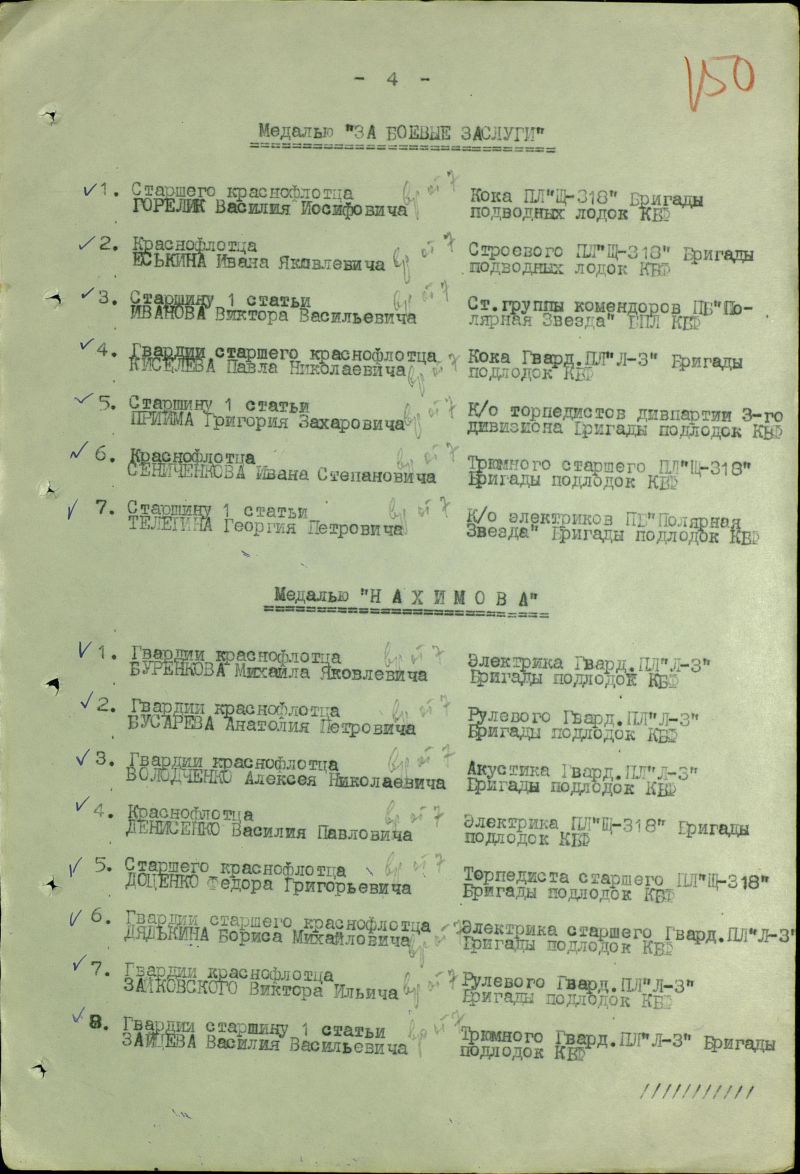 150
- 4 -
Медалью "ЗА БОЕВЫЕ ЗАСЛУГИ"
1. Старшего краснофлотца
ГОРЕЛИК Василия Иосифовича
Кока ПЛ"Щ-318" Бригады
подводных лодок КБФ
2. Краснофлотца
ЕСЬКИНА Ивана Яковлевича
Строевого ПЛ"Щ-318" Бригады
подводных лодок КБФ
3. Старшину 1 статьи
ИВАНОВА Виктора Васильевича
Ст.группы комендоров ПБ"По-
лярная Звезда" БПЛ КБФ
4. Гвардии старшего краснофлотца
КИСЕЛЕВА Павла Николаевича
Кока Гвард.ПЛ"Л-3" Бригады
подлодок КБФ
5. Старшину 1 статьи
ПРИЙМА Григория Захаровича
К/о торпедистов дивпартии 3-го
дивизиона Бригады подлодок КБФ
6. Краснофлотца
СЕНИЧЕНКОВА Ивана Степановича
Трюмного старшего ПЛ"Щ-318"
Бригады подлодок КБФ
7. Старшину 1 статьи
ТЕЛЕГИНА Георгия Петровича
К/о электриков ПБ"Полярная
Звезда" Бригады подлодок КБФ
Медалью "Н А Х И М О В А"
1. Гвардии краснофлотца
БУРЕНКОВА Михаила Яковлевича
Электрика Гвард.ПЛ"Л-3"
Бригады подлодок КБФ
2. Гвардии краснофлотца
БУСАРЕВА Анатолия Петровича
Рулевого Гвард.ПЛ"Л-3"
Бригады подлодок КБФ
3. Гвардии краснофлотца
ВОЛОДЧЕНКО Алексея Николаевича
Акустика Гвард.ПЛ"Л-3"
Бригады подлодок КБФ
4. Краснофлотца
ДЕНИСЕНКО Василия Павловича
Электрика ПЛ"Щ-318" Бригады
подлодок КБФ
5. Старшего краснофлотца
ДОЦЕНКО Федора Григорьевича
Торпедиста старшего ПЛ"Щ-318"
Бригады подлодок КБФ
6. Гвардии старшего краснофлотца
ДЯДЬКИНА Бориса Михайловича
Электрика старшего Гвард.ПЛ"Л-3"
Бригады подлодок КБФ
7. Гвардии краснофлотца
ЗАЙКОВСКОГО Виктора Ильича
Рулевого Гвард.ПЛ"Л-3"
Бригады подлодок КБФ
8. Гвардии старшину 1 статьи
ЗАЙЦЕВА Василия Васильевича
Трюмного Гвард.ПЛ"Л-3" Бригады
подлодок КБФ
///////////